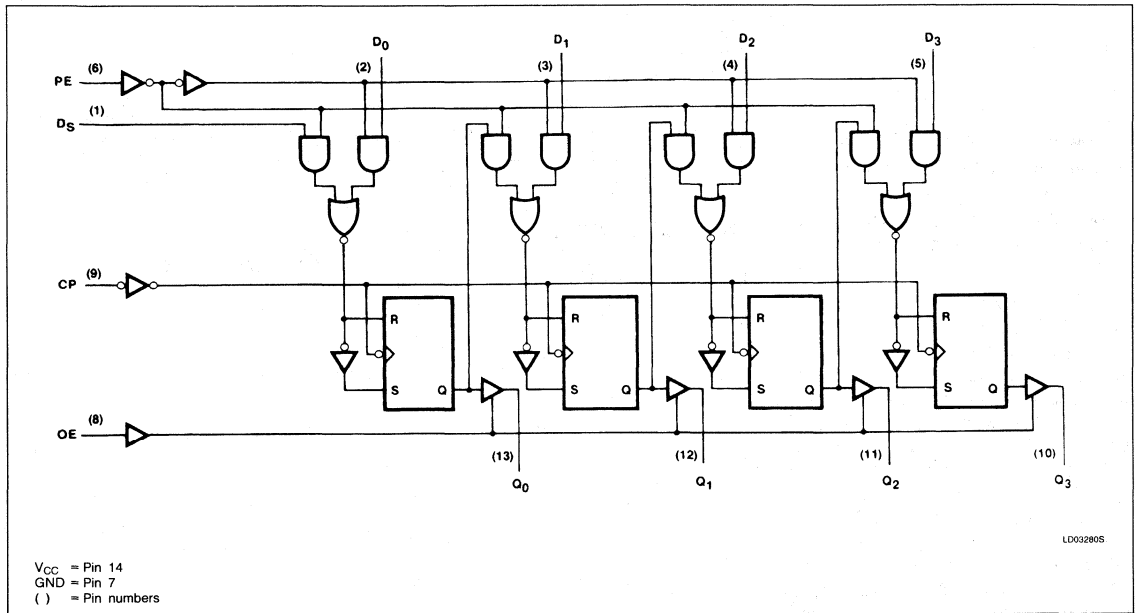 D0
D1
D2
D3
PE (6)
(2)
(3)
(4)
(5)
DS (1)
CP (9)
R
R
R
R
S Q
S Q
S Q
S Q
OE (8)
(13)
(12)
(11)
(10)
Q0
Q1
Q2
Q3
LD03280S
VCC = Pin 14
GND = Pin 7
( ) = Pin numbers